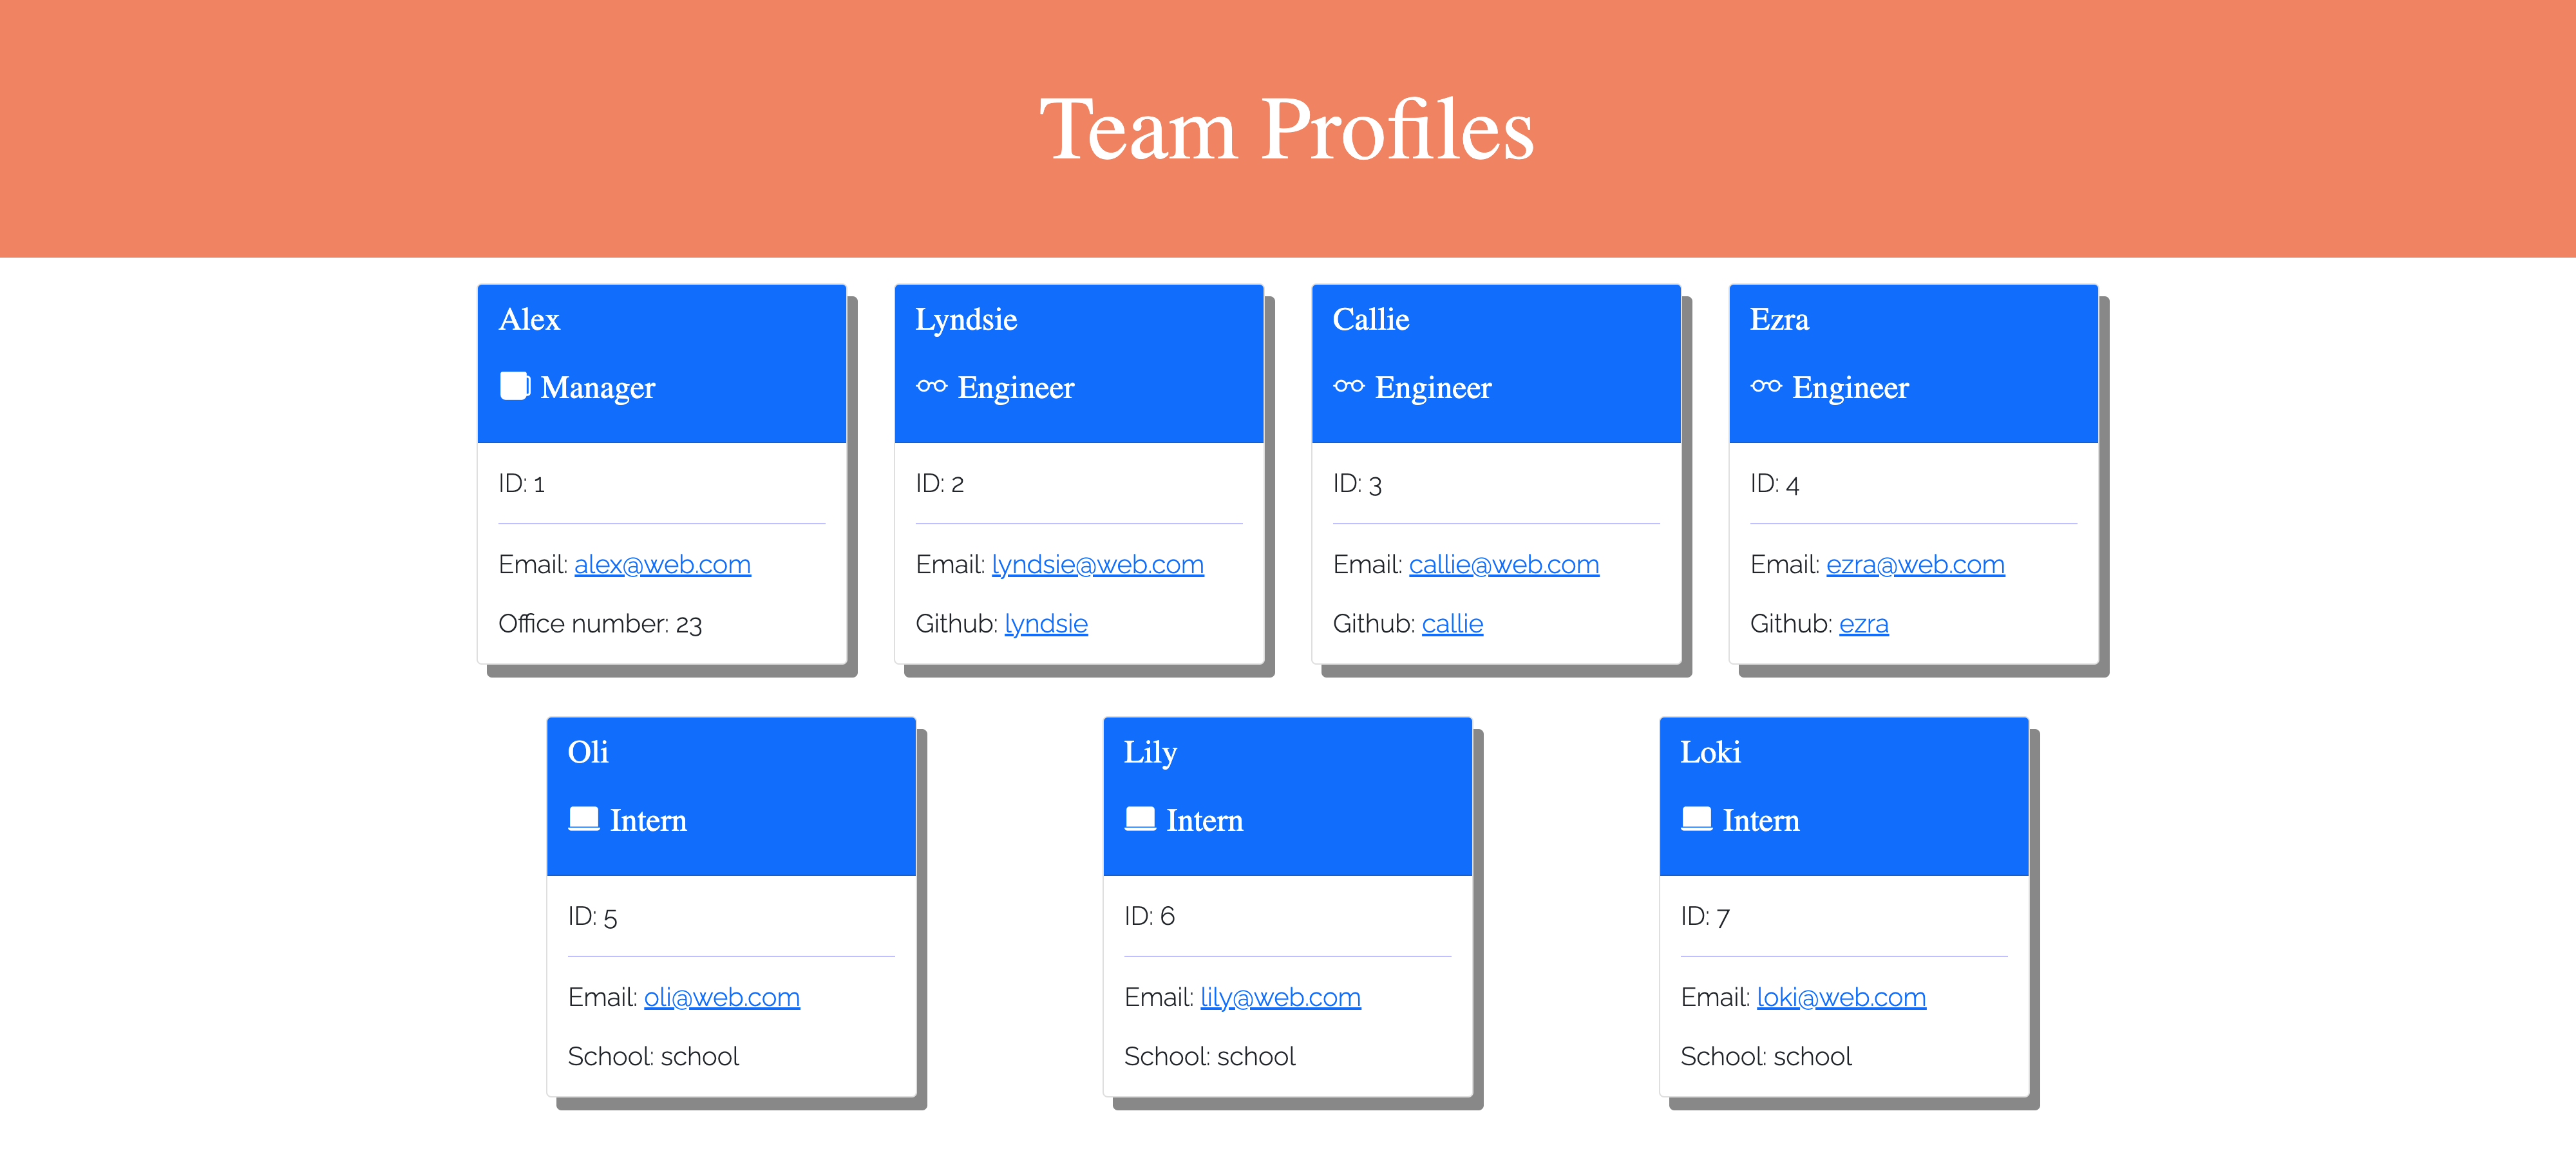 Team Profiles
Alex
Manager
ID: 1
Email: alex@web.com
Office number: 23
Lyndsie
Engineer
ID: 2
Email: lyndsie@web.com
Github: lyndsie
Callie
Engineer
ID: 3
Email: callie@web.com
Github: callie
Ezra
Engineer
ID: 4
Email: ezra@web.com
Github: ezra
Oli
Intern
ID: 5
Email: oli@web.com
School: school
Lily
Intern
ID: 6
Email: lily@web.com
School: school
Loki
Intern
ID: 7
Email: loki@web.com
School: school